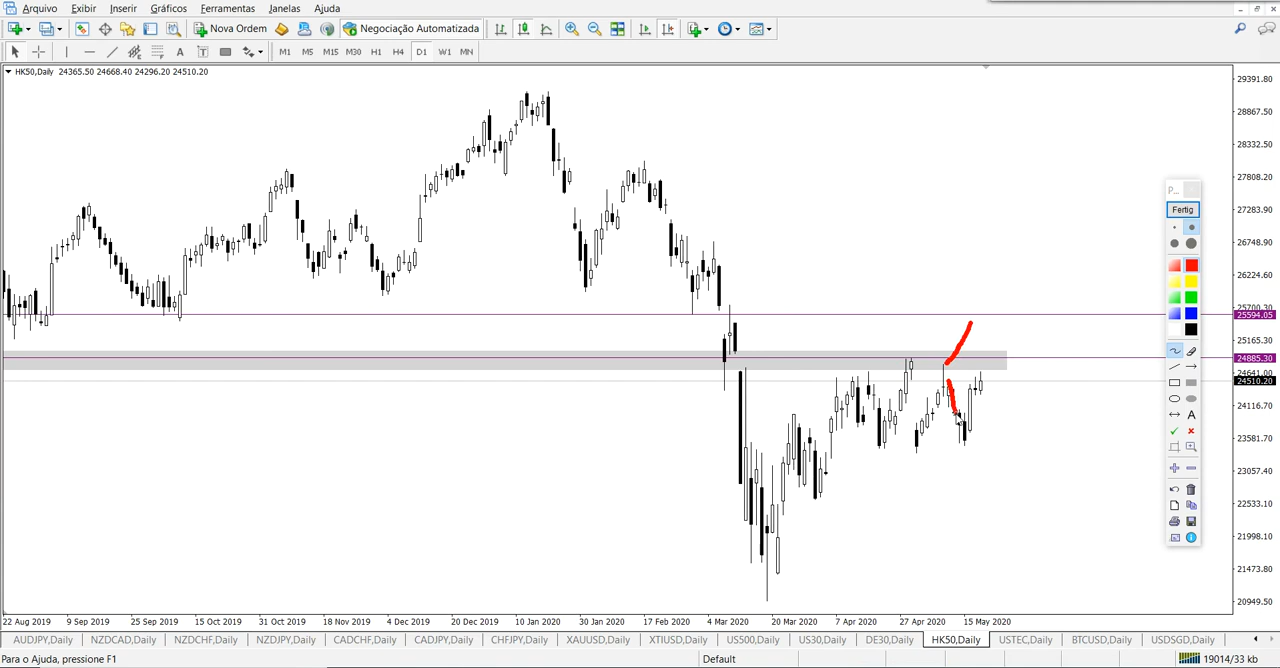 Arquivo Exibir Inserir Gráficos Ferramentas Janelas Ajuda
Nova Ordem Negociação Automatizada
A T M1 M5 M15 M30 H1 H4 D1 W1 MN
HK50,Daily 24365.50 24668.40 24296.20 24510.20
29391.80
28867.50
28332.50
27808.20
27283.90
26748.90
26224.60
25700.30
25594.05
25165.30
24885.30
24641.00
24510.20
24116.70
23581.70
23057.40
22533.10
21998.10
21473.80
20949.50
P...
Fertig
A
22 Aug 2019 9 Sep 2019 25 Sep 2019 15 Oct 2019 31 Oct 2019 18 Nov 2019 4 Dec 2019 20 Dec 2019 10 Jan 2020 30 Jan 2020 17 Feb 2020 4 Mar 2020 20 Mar 2020 7 Apr 2020 27 Apr 2020 15 May 2020
AUDJPY,Daily NZDCAD,Daily NZDCHF,Daily NZDJPY,Daily CADCHF,Daily CADJPY,Daily CHFJPY,Daily XAUUSD,Daily XTIUSD,Daily US500,Daily US30,Daily DE30,Daily HK50,Daily USTEC,Daily BTCUSD,Daily USDSGD,Daily
Para o Ajuda, pressione F1 Default 19014/33 kb